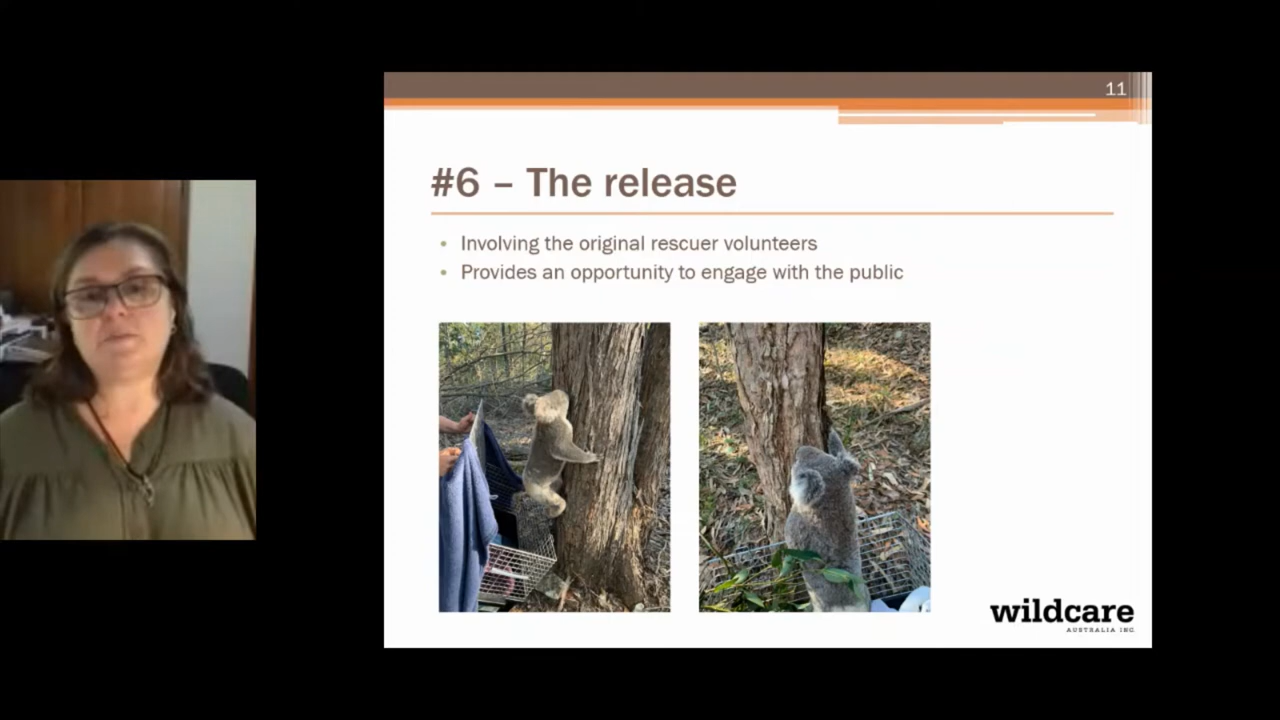 11
#6 – The release
• Involving the original rescuer volunteers
• Provides an opportunity to engage with the public
wildcare
AUSTRALIA INC.